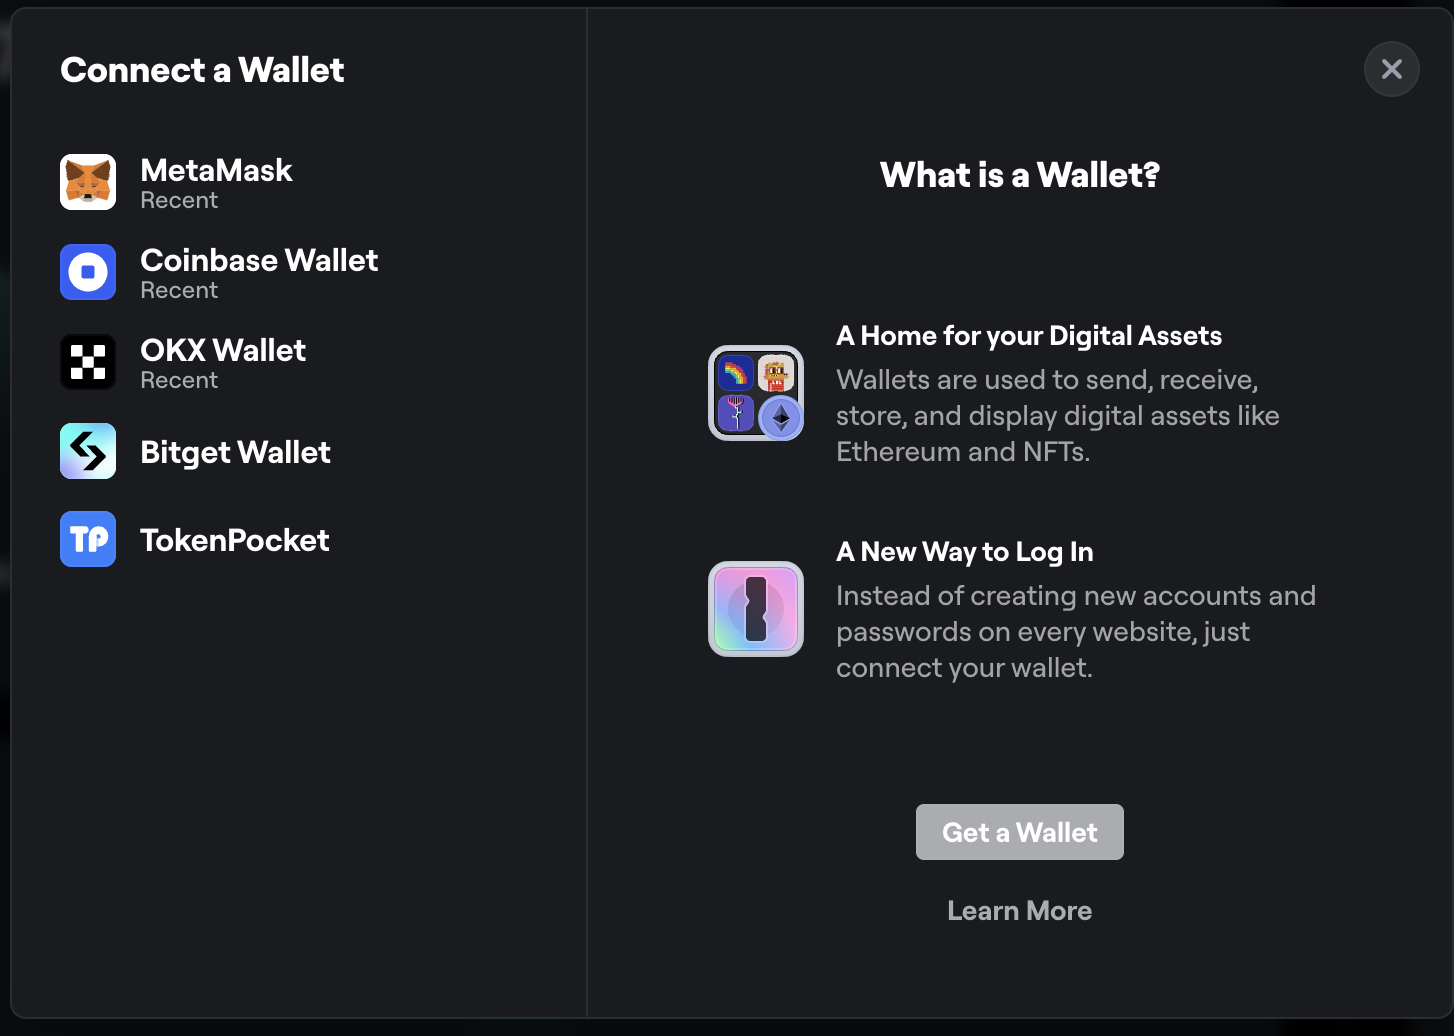 Connect a Wallet
MetaMask
Recent
Coinbase Wallet
Recent
OKX Wallet
Recent
Bitget Wallet
TP
TokenPocket
What is a Wallet?
A Home for your Digital Assets
Wallets are used to send, receive,
store, and display digital assets like
Ethereum and NFTs.
A New Way to Log In
Instead of creating new accounts and
passwords on every website, just
connect your wallet.
Get a Wallet
Learn More